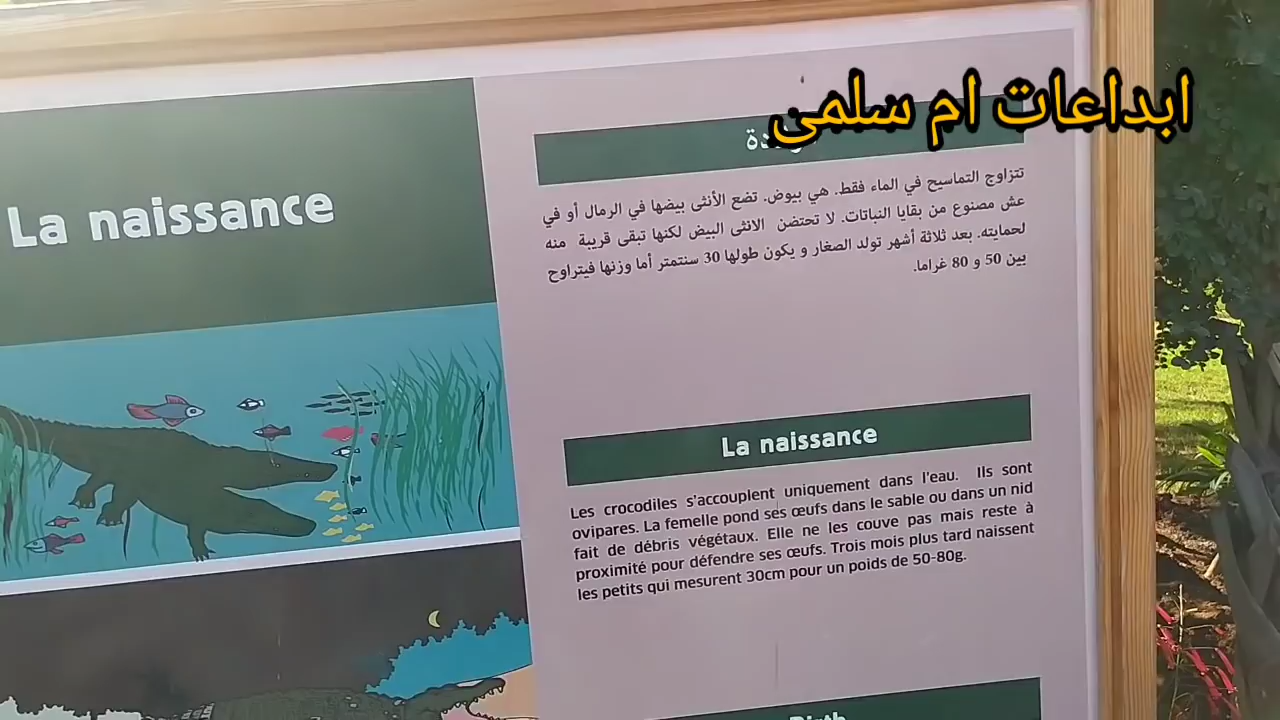 ابداعات ام سلمى
La naissance
تتزاوج التماسيح في الماء فقط. هي بيوض. تضع الأنثى بيضها في الرمال أو في
عش مصنوع من بقايا النباتات. لا تحتضن الانثى البيض لكنها تبقى قريبة منه
لحمايته. بعد ثلاثة أشهر تولد الصغار و يكون طولها 30 سنتمتر أما وزنها فيتراوح
بين 50 و 80 غراما.
La naissance
Les crocodiles s'accouplent uniquement dans l'eau. Ils sont
ovipares. La femelle pond ses œufs dans le sable ou dans un nid
fait de débris végétaux. Elle ne les couve pas mais reste à
proximité pour défendre ses œufs. Trois mois plus tard naissent
les petits qui mesurent 30cm pour un poids de 50-80g.
Birth